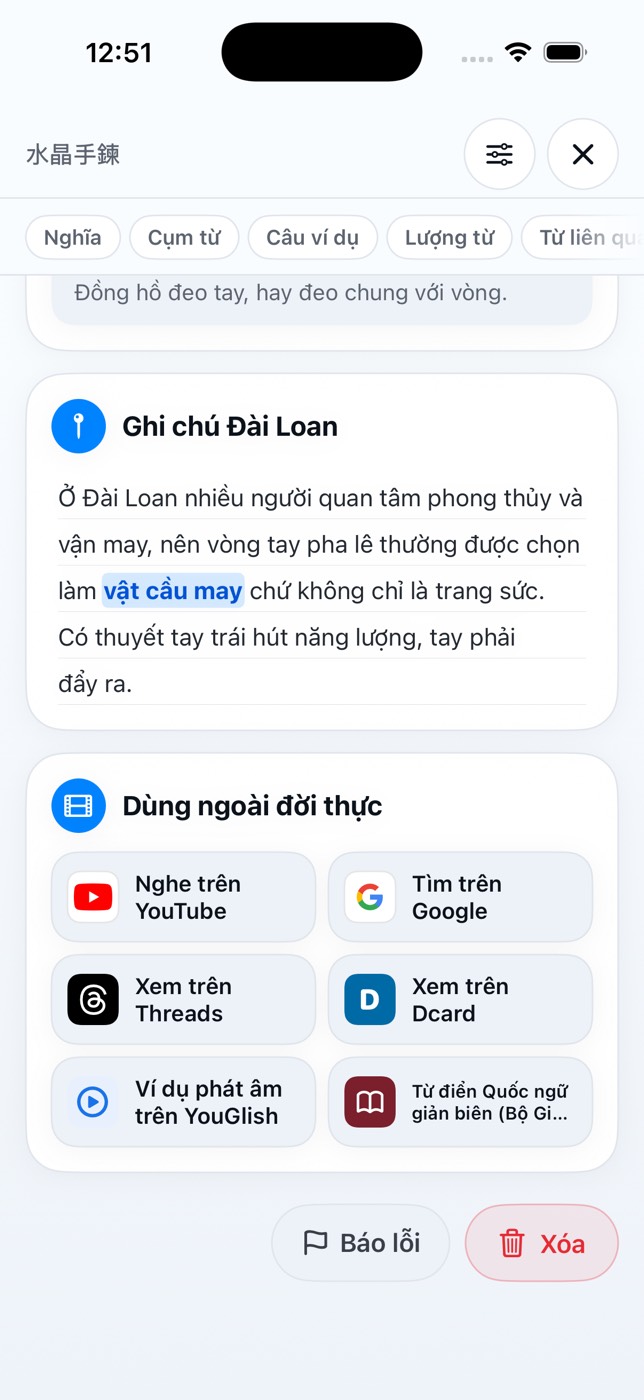 12:51
水晶手鍊
Nghĩa
Cụm từ
Câu ví dụ
Lượng từ
Từ liên qu
Đồng hồ đeo tay, hay đeo chung với vòng.
Ghi chú Đài Loan
Ở Đài Loan nhiều người quan tâm phong thủy và
vận may, nên vòng tay pha lê thường được chọn
làm vật cầu may chứ không chỉ là trang sức.
Có thuyết tay trái hút năng lượng, tay phải
đẩy ra.
Dùng ngoài đời thực
Nghe trên
YouTube
Tìm trên
Google
Xem trên
Threads
D
Xem trên
Dcard
Ví dụ phát âm
trên YouGlish
Từ điển Quốc ngữ
giản biên (Bộ Gi...
Báo lỗi
Xóa